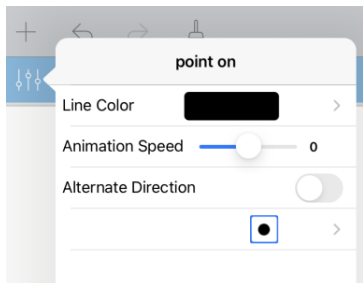 point on
Line Color
Animation Speed 0
Alternate Direction